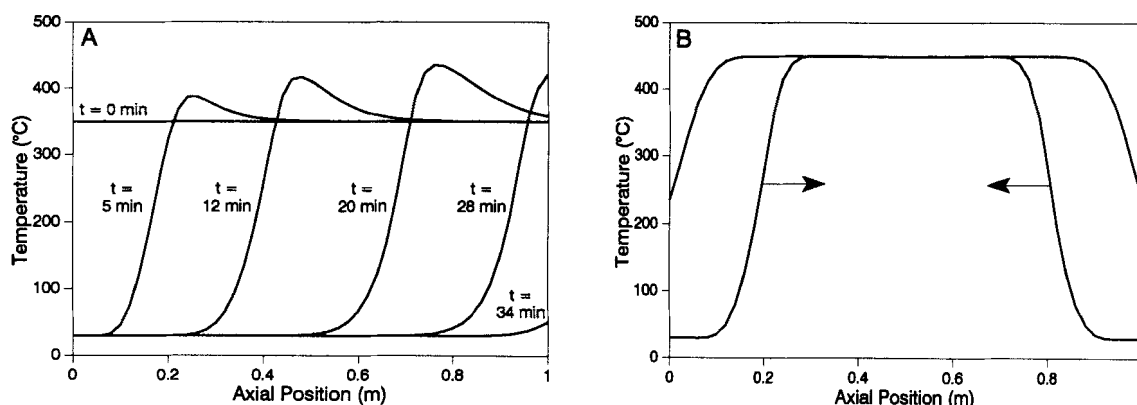 A
500
400
300
200
100
0
Temperature (°C)
t = 0 min
t =
5 min
t =
12 min
t =
20 min
t =
28 min
t =
34 min
0
0.2
0.4
0.6
0.8
1
Axial Position (m)
B
500
400
300
200
100
0
Temperature (°C)
0
0.2
0.4
0.6
0.8
Axial Position (m)